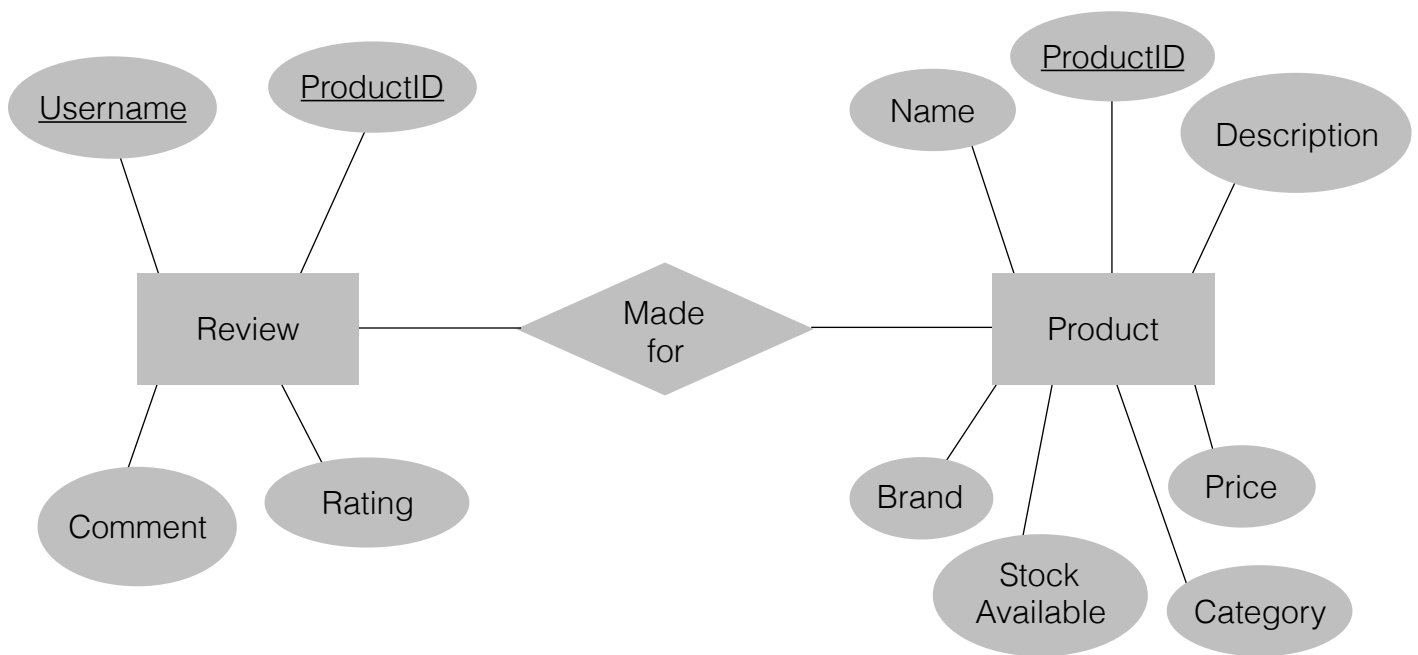 Username
ProductID
Name
ProductID
Description
Review
Made
for
Product
Comment
Rating
Brand
Stock
Available
Category
Price